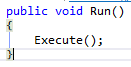 public void Run()
{
    Execute();
}